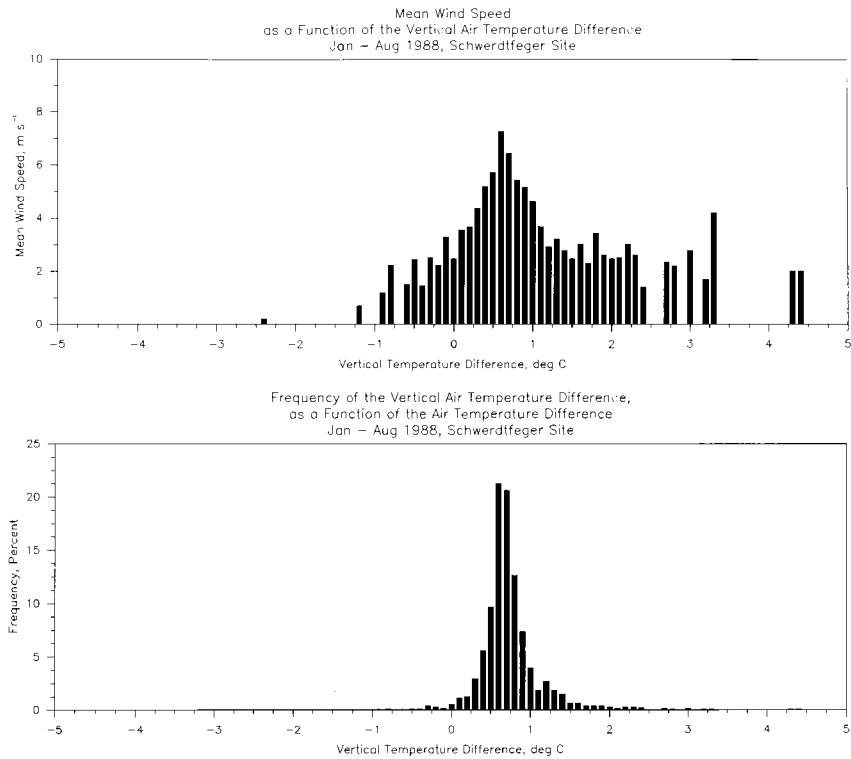 Mean Wind Speed
as a Function of the Vertical Air Temperature Difference
Jan – Aug 1988, Schwerdtfeger Site
Mean Wind Speed, m s⁻¹
10
8
6
4
2
0
−5 −4 −3 −2 −1 0 1 2 3 4 5
Vertical Temperature Difference, deg C
Frequency of the Vertical Air Temperature Difference,
as a Function of the Air Temperature Difference
Jan – Aug 1988, Schwerdtfeger Site
Frequency, Percent
25
20
15
10
5
0
−5 −4 −3 −2 −1 0 1 2 3 4 5
Vertical Temperature Difference, deg C